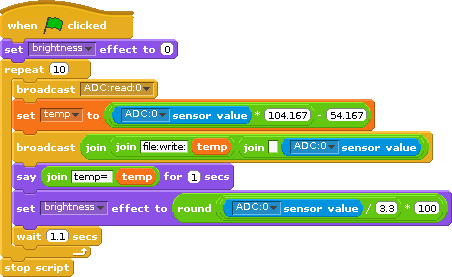 when clicked
set brightness effect to 0
repeat 10
broadcast ADC:read:0
set temp to ADC:0 sensor value * 104.167 - 54.167
broadcast join join file:write: temp join ADC:0 sensor value
say join temp= temp for 1 secs
set brightness effect to round ADC:0 sensor value / 3.3 * 100
wait 1.1 secs
stop script